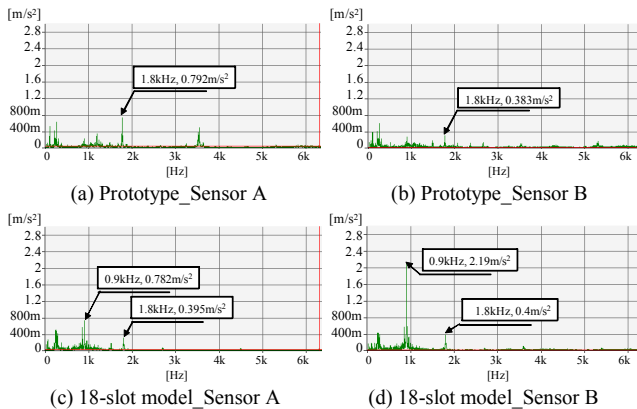 [m/s²]
2.8
2.4
2
1.6
1.2
800m
400m
1.8kHz, 0.792m/s²
0 1k 2k 3k 4k 5k 6k
[Hz]
(a) Prototype_Sensor A
[m/s²]
2.8
2.4
2
1.6
1.2
800m
400m
1.8kHz, 0.383m/s²
0 1k 2k 3k 4k 5k 6k
[Hz]
(b) Prototype_Sensor B
[m/s²]
2.8
2.4
2
1.6
1.2
800m
400m
0.9kHz, 0.782m/s²
1.8kHz, 0.395m/s²
0 1k 2k 3k 4k 5k 6k
[Hz]
(c) 18-slot model_Sensor A
[m/s²]
2.8
2.4
2
1.6
1.2
800m
400m
0.9kHz, 2.19m/s²
1.8kHz, 0.4m/s²
0 1k 2k 3k 4k 5k 6k
[Hz]
(d) 18-slot model_Sensor B